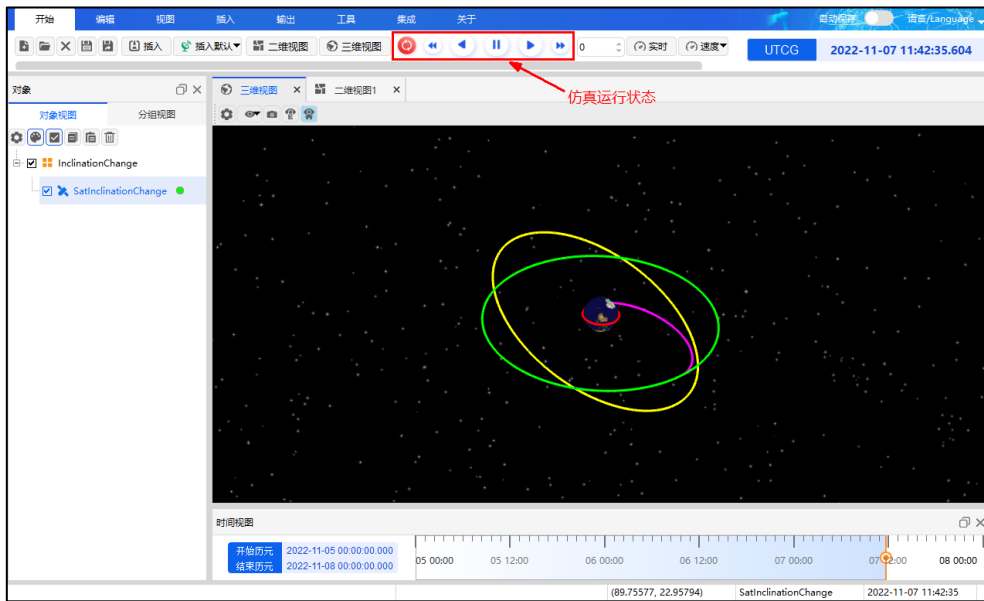 开始 编辑 视图 插入 输出 工具 集成 关于 自动保存 语言/Language
插入 插入默认 二维视图 三维视图 0 实时 速度 UTCG 2022-11-07 11:42:35.604
对象 三维视图 二维视图1
仿真运行状态
对象视图 分组视图
InclinationChange
SatInclinationChange
时间视图
开始历元 2022-11-05 00:00:00.000
结束历元 2022-11-08 00:00:00.000
05 00:00 05 12:00 06 00:00 06 12:00 07 00:00 07 12:00 08 00:00
(89.75577, 22.95794) SatInclinationChange 2022-11-07 11:42:35